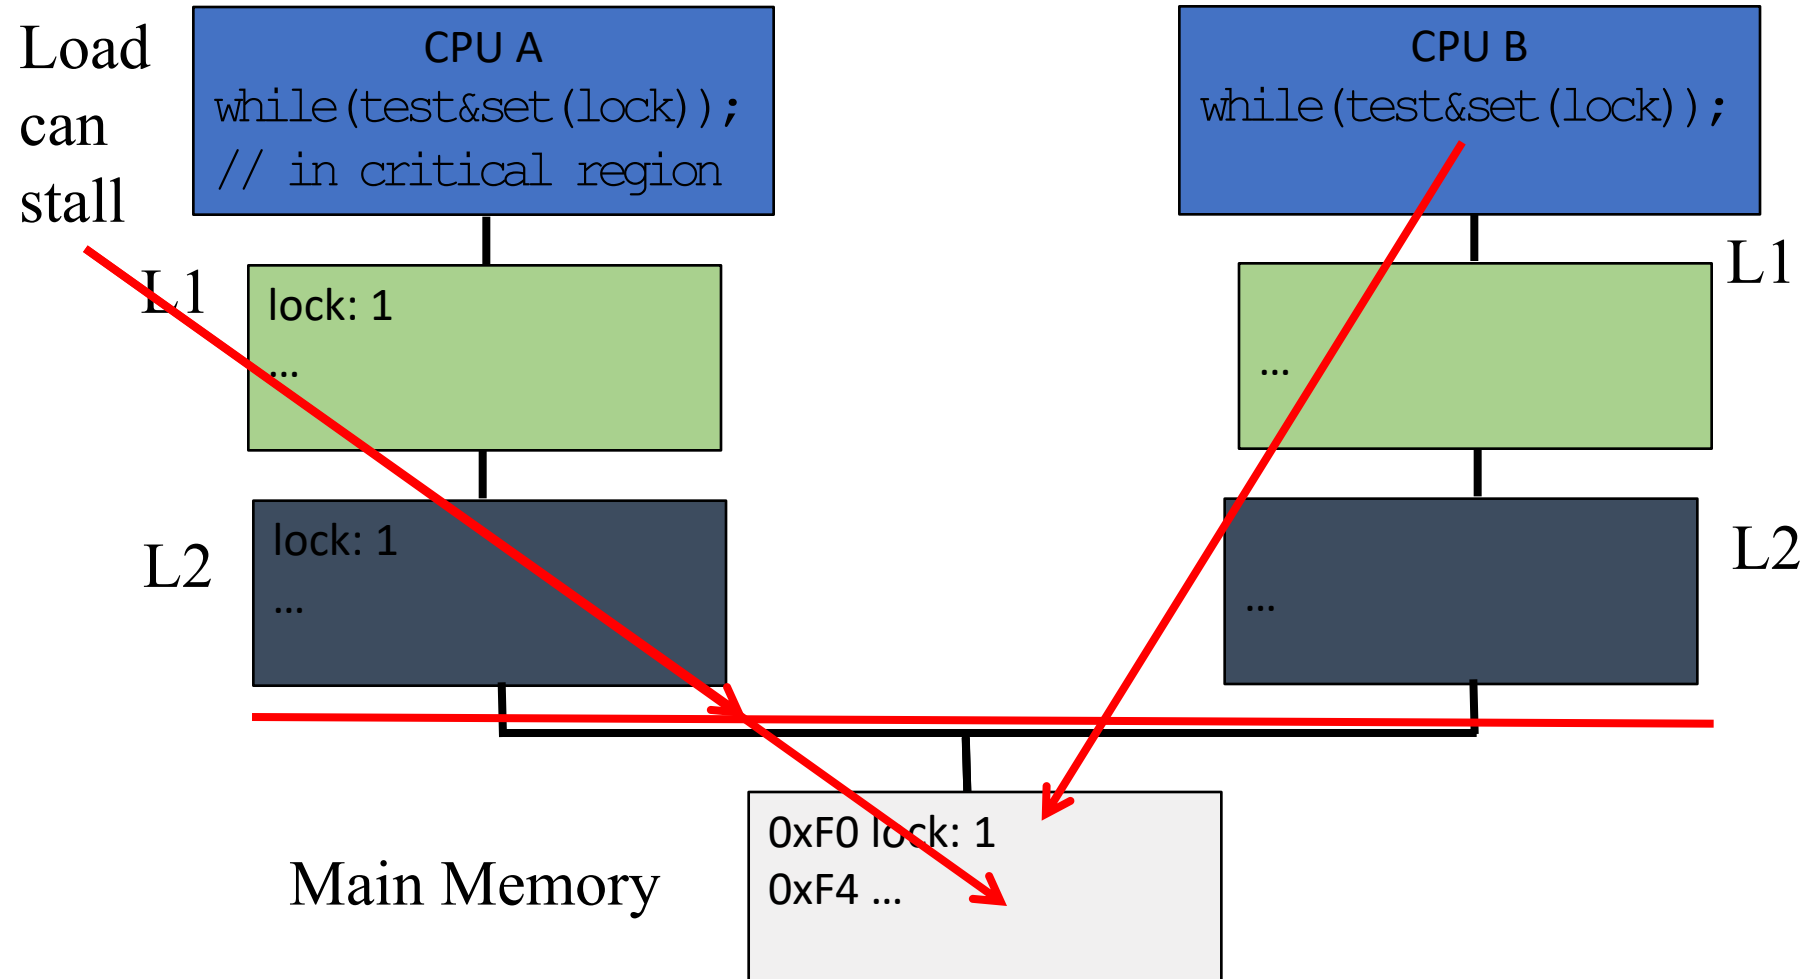 Load
can
stall
CPU A
while(test&set(lock));
// in critical region
CPU B
while(test&set(lock));
L1
lock: 1
...
L1
...
L2
lock: 1
...
L2
...
Main Memory
0xF0 lock: 1
0xF4 ...